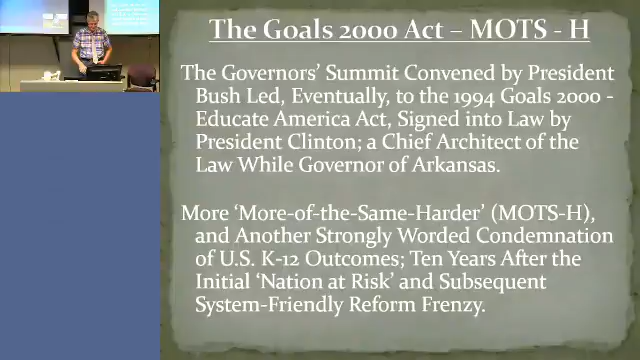 The Goals 2000 Act – MOTS - H
The Governors' Summit Convened by President
Bush Led, Eventually, to the 1994 Goals 2000 -
Educate America Act, Signed into Law by
President Clinton; a Chief Architect of the
Law While Governor of Arkansas.
More 'More-of-the-Same-Harder' (MOTS-H),
and Another Strongly Worded Condemnation
of U.S. K-12 Outcomes; Ten Years After the
Initial 'Nation at Risk' and Subsequent
System-Friendly Reform Frenzy.